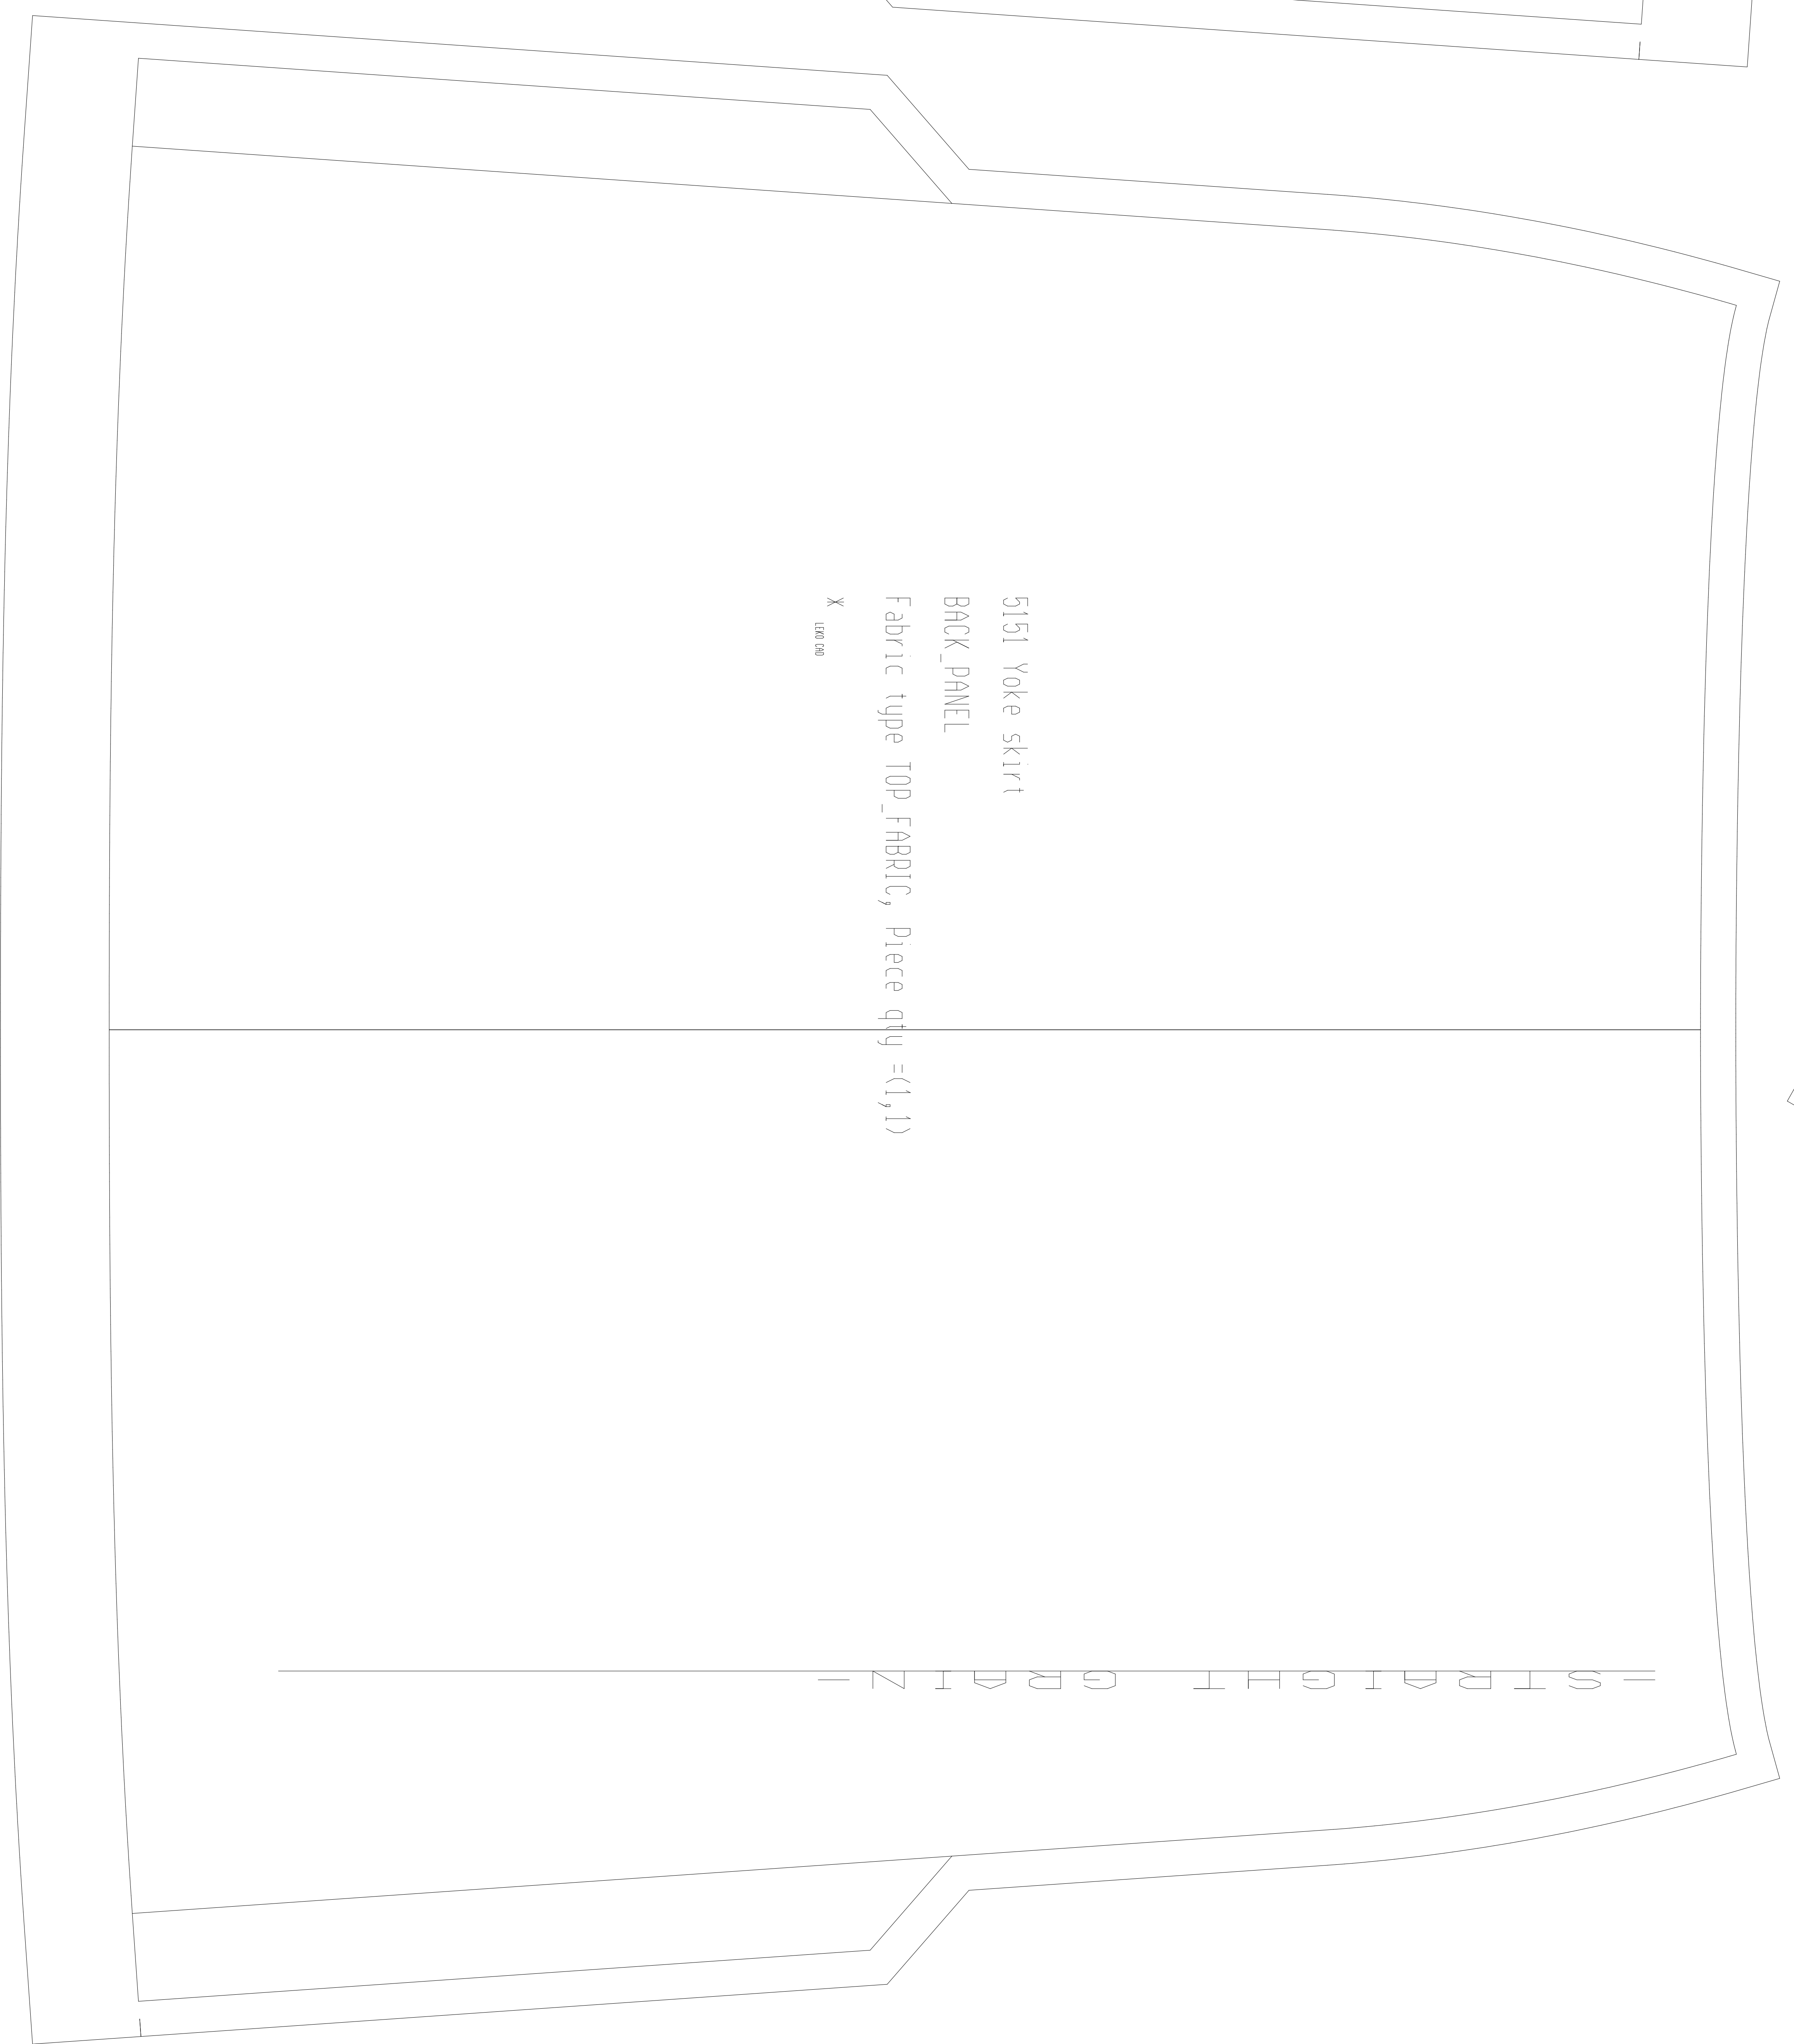 5151 Yoke skirt
BACK_PANEL
Fabric type TOP_FABRIC, piece qty =(1,1)
*
LEKO CAD
-STRAIGHT GRAIN-